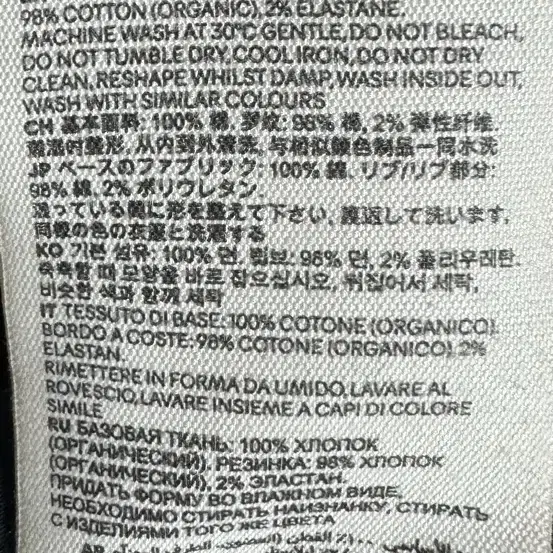 98% COTTON (ORGANIC), 2% ELASTANE.
MACHINE WASH AT 30°C GENTLE, DO NOT BLEACH,
DO NOT TUMBLE DRY, COOL IRON, DO NOT DRY
CLEAN, RESHAPE WHILST DAMP, WASH INSIDE OUT,
WASH WITH SIMILAR COLOURS
CH 基本面料: 100% 棉, 罗纹: 98% 棉, 2% 弹性纤维.
潮湿时整形, 从内到外清洗, 与相似颜色制品一同水洗
JP ベースのファブリック: 100% 綿, リブ/リブ部分:
98% 綿, 2% ポリウレタン.
湿っている間に形を整えて下さい, 裏返して洗います,
同様の色の衣服と洗濯する
KO 기본 섬유: 100% 면, 립브: 98% 면, 2% 폴리우레탄.
축축할 때 모양을 바로 잡으십시오, 뒤집어서 세탁,
비슷한 색과 함께 세탁
IT TESSUTO DI BASE: 100% COTONE (ORGANICO).
BORDO A COSTE: 98% COTONE (ORGANICO), 2%
ELASTAN.
RIMETTERE IN FORMA DA UMIDO, LAVARE AL
ROVESCIO, LAVARE INSIEME A CAPI DI COLORE
SIMILE
RU БАЗОВАЯ ТКАНЬ: 100% ХЛОПОК
(ОРГАНИЧЕСКИЙ). РЕЗИНКА: 98% ХЛОПОК
(ОРГАНИЧЕСКИЙ), 2% ЭЛАСТАН.
ПРИДАТЬ ФОРМУ ВО ВЛАЖНОМ ВИДЕ,
НЕОБХОДИМО СТИРАТЬ НАИЗНАНКУ, СТИРАТЬ
С ИЗДЕЛИЯМИ ТОГО ЖЕ ЦВЕТА